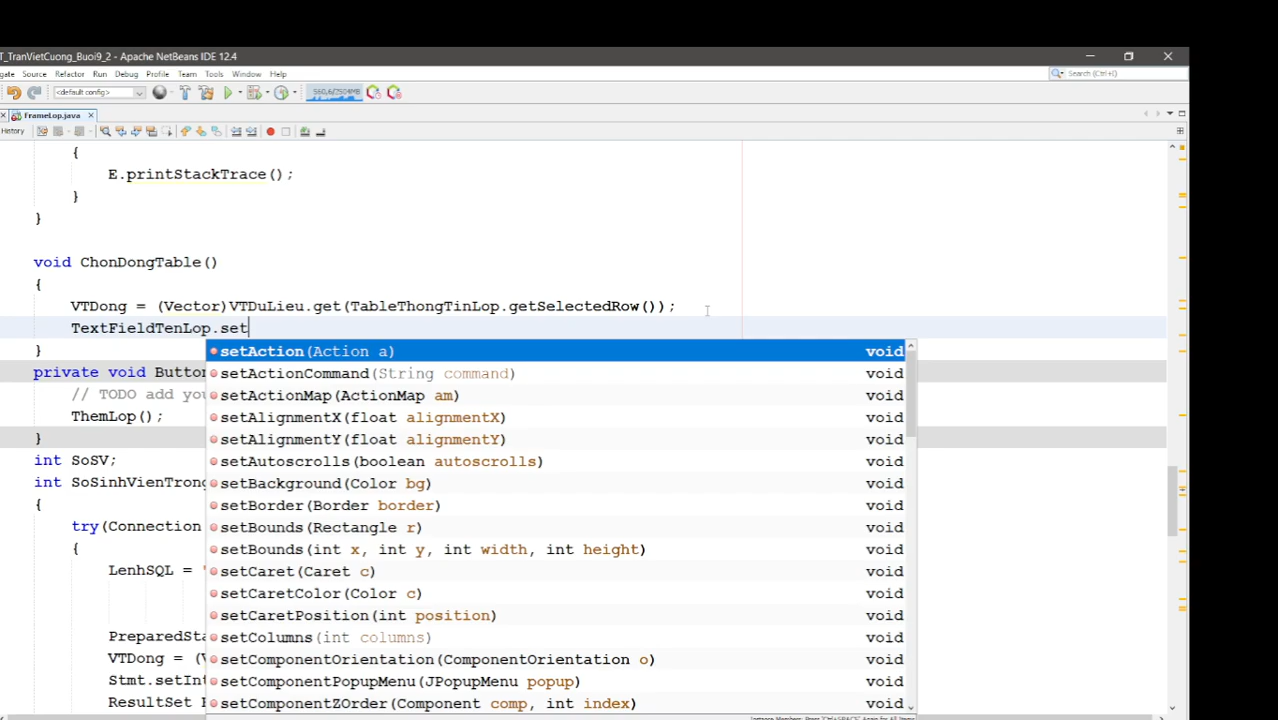 T_TranVietCuong_Buoi9_2 - Apache NetBeans IDE 12.4
gate Source Refactor Run Debug Profile Team Tools Window Help
Search (Ctrl+I)
<default config>
560,6/2504MB
FrameLop.java
History
{
E.printStackTrace();
}
}
void ChonDongTable()
{
VTDong = (Vector)VTDuLieu.get(TableThongTinLop.getSelectedRow());
TextFieldTenLop.set
}
setAction(Action a) void
private void Button
setActionCommand(String command) void
// TODO add you
setActionMap(ActionMap am) void
ThemLop();
setAlignmentX(float alignmentX) void
}
setAlignmentY(float alignmentY) void
int SoSV;
setAutoscrolls(boolean autoscrolls) void
int SoSinhVienTrong
setBackground(Color bg) void
{
setBorder(Border border) void
try(Connection
setBounds(Rectangle r) void
{
setBounds(int x, int y, int width, int height) void
LenhSQL = "
setCaret(Caret c) void
setCaretColor(Color c) void
setCaretPosition(int position) void
PreparedSta
setColumns(int columns) void
VTDong = (V
setComponentOrientation(ComponentOrientation o) void
Stmt.setInt
setComponentPopupMenu(JPopupMenu popup) void
ResultSet
setComponentZOrder(Component comp, int index) void